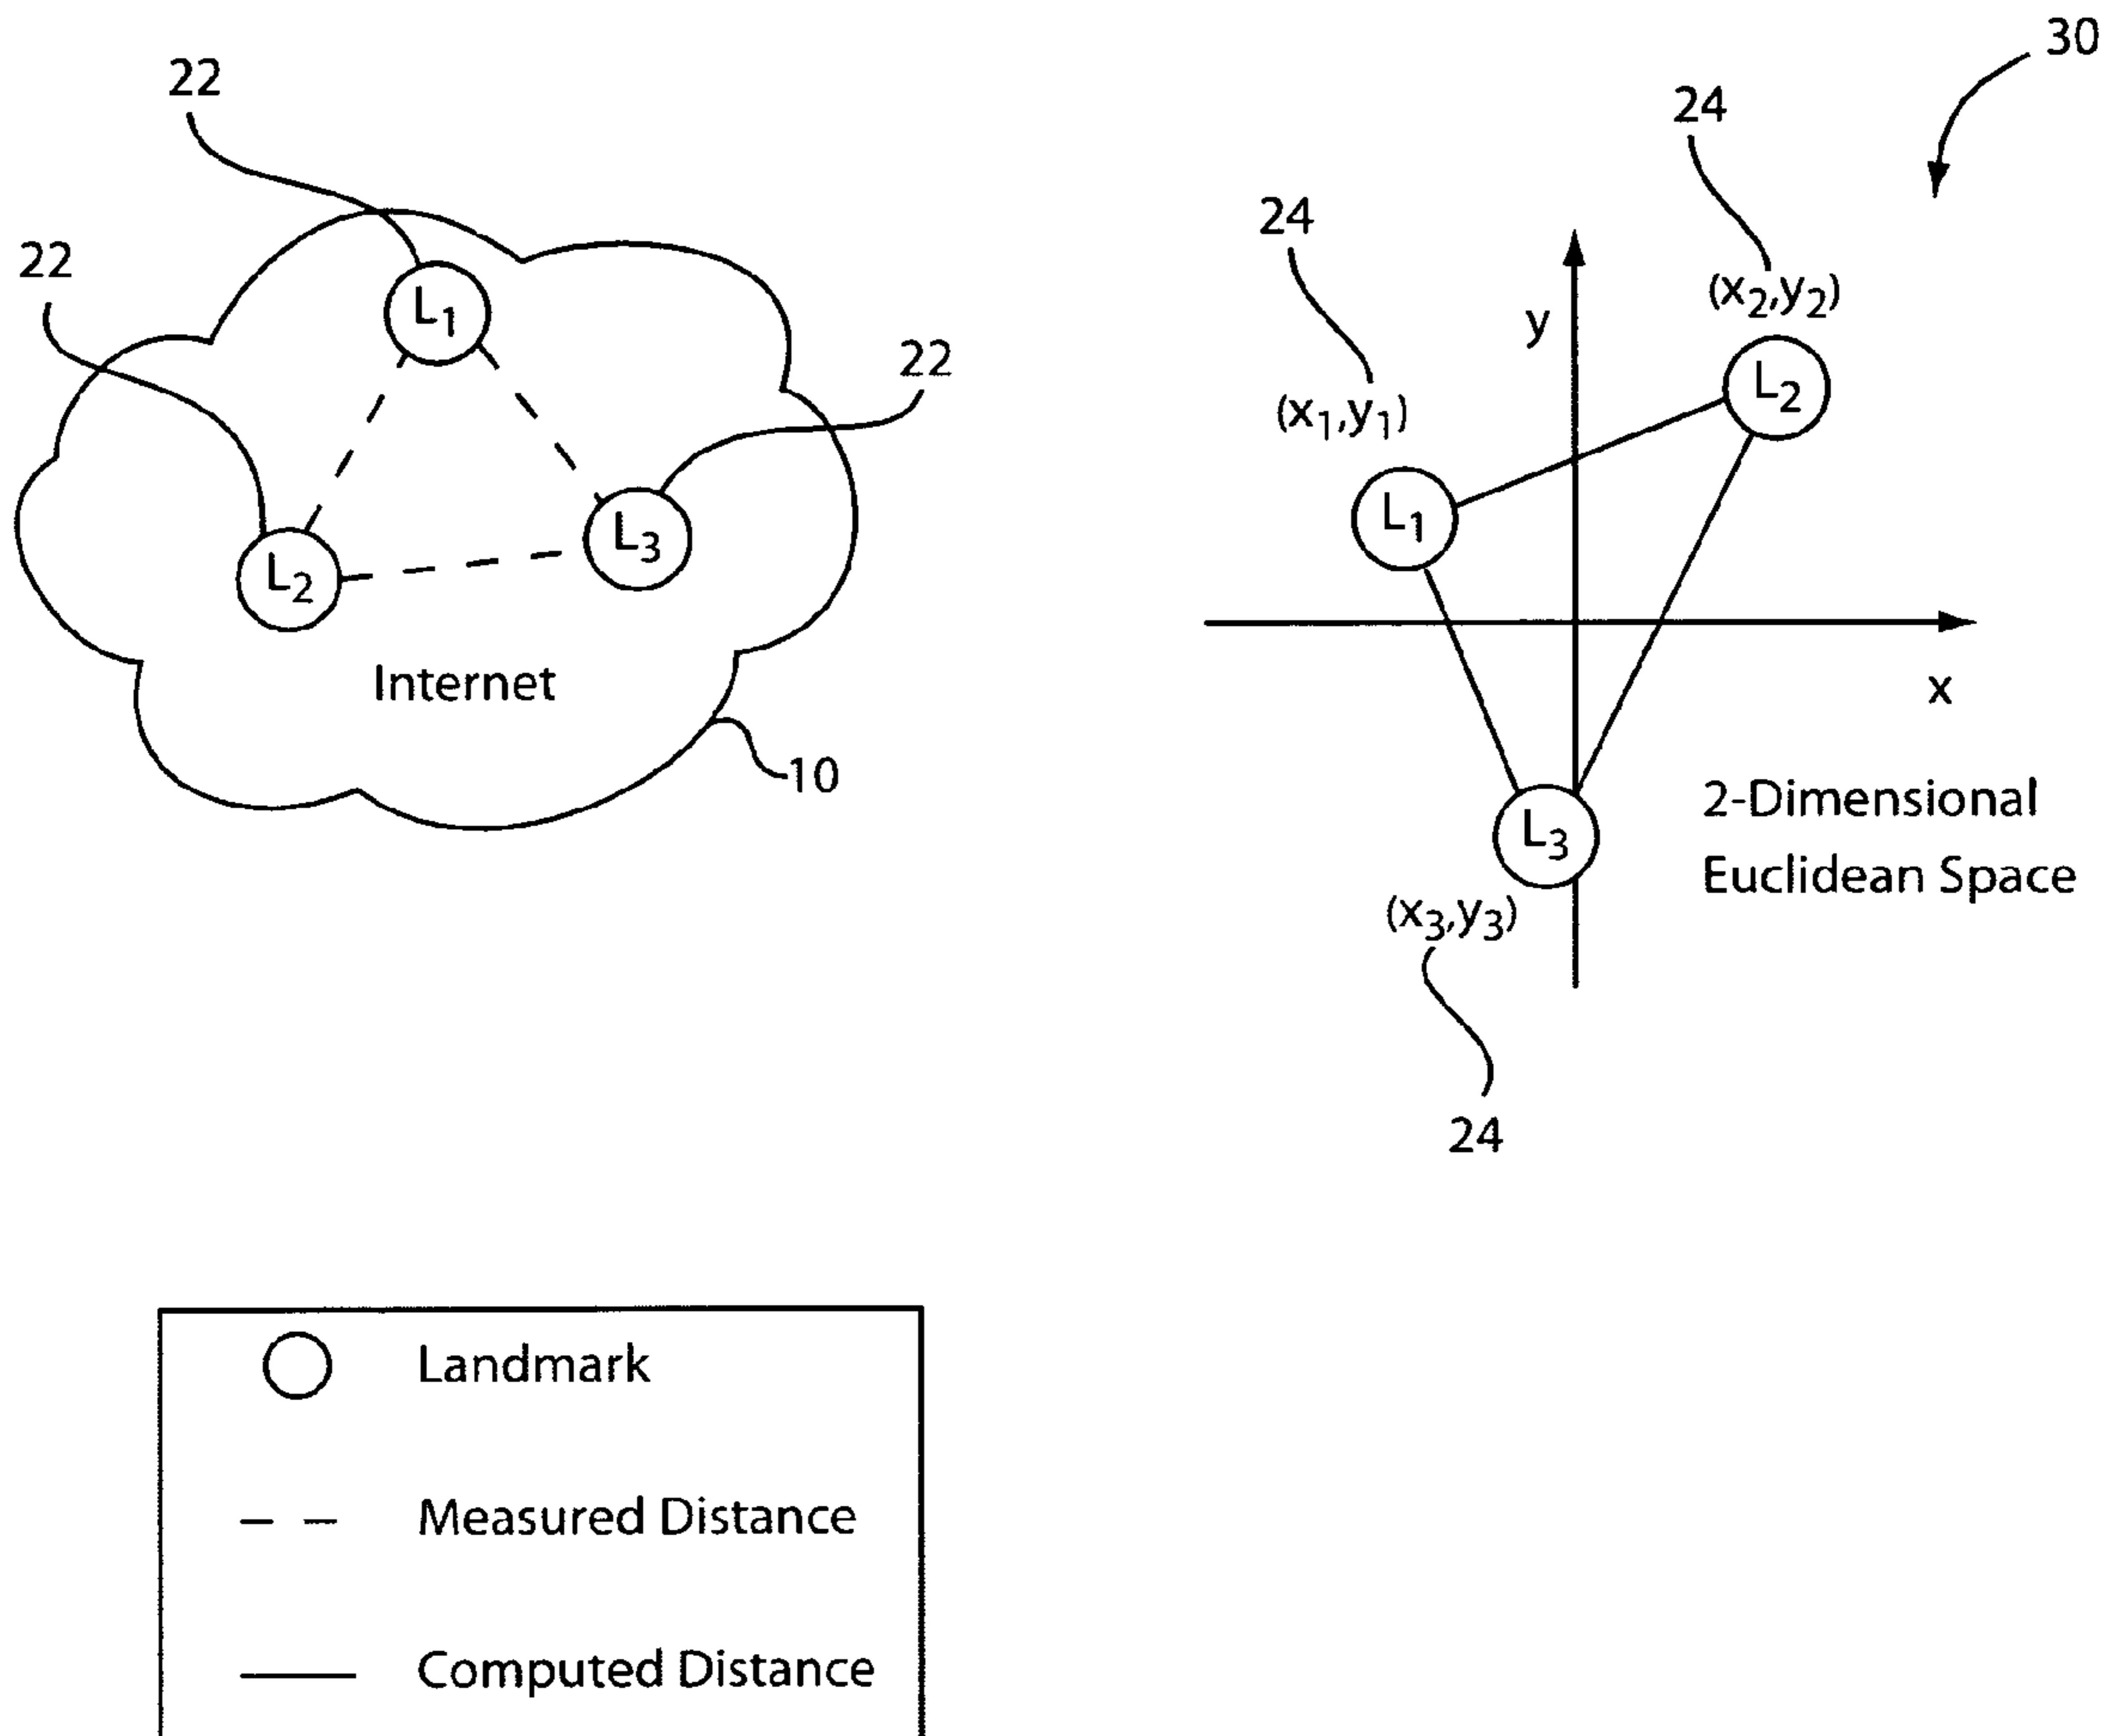 22
22
L1
22
L2
L3
Internet
10
30
24
24
(x2,y2)
y
L2
(x1,y1)
L1
x
2-Dimensional
Euclidean Space
L3
(x3,y3)
24
Landmark
Measured Distance
Computed Distance